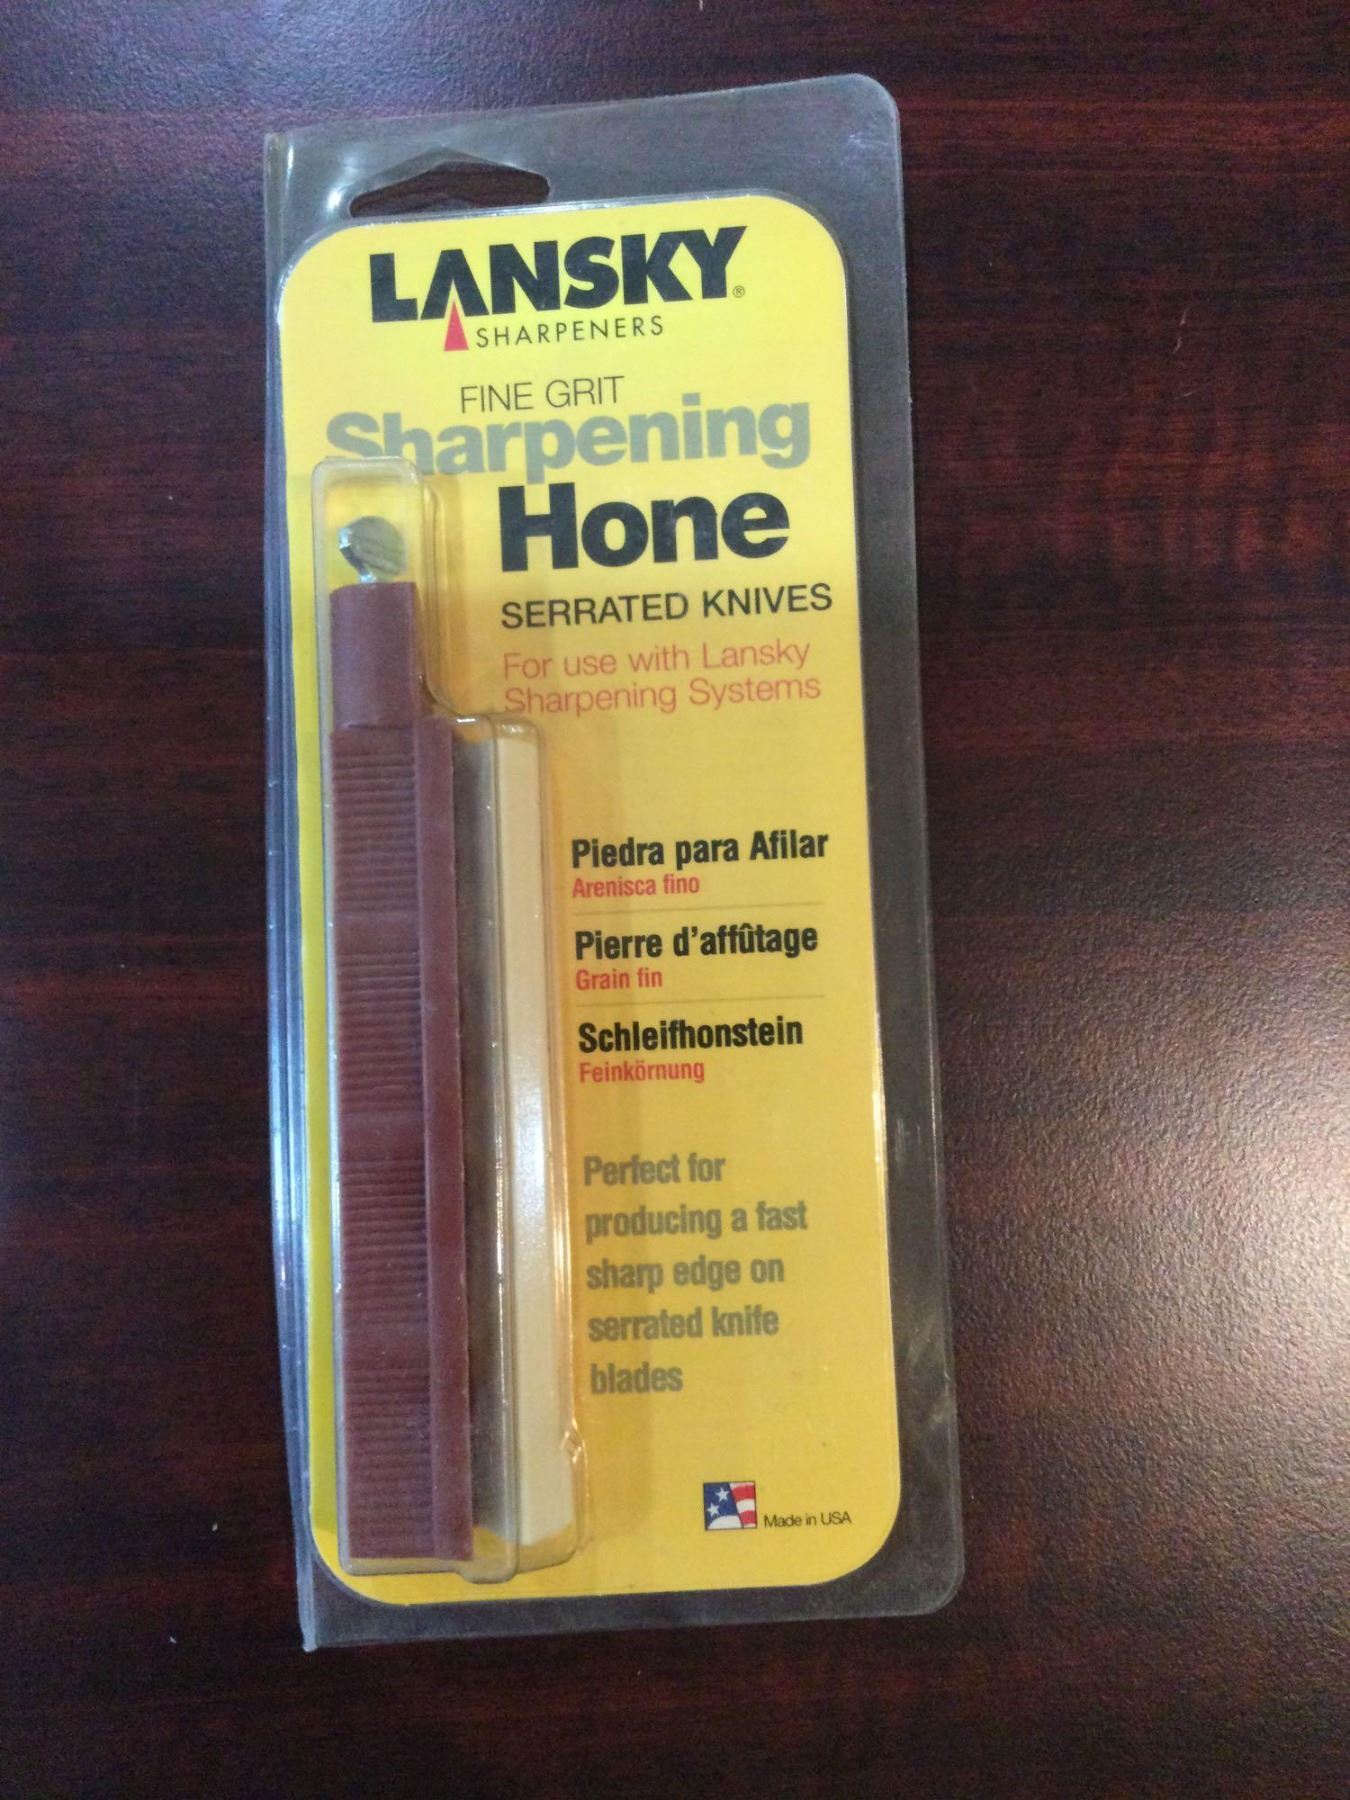 LANSKY®
SHARPENERS
FINE GRIT
Sharpening
Hone
SERRATED KNIVES
For use with Lansky
Sharpening Systems
Piedra para Afilar
Arenisca fino
Pierre d'affûtage
Grain fin
Schleifhonstein
Feinkörnung
Perfect for
producing a fast
sharp edge on
serrated knife
blades
Made in USA